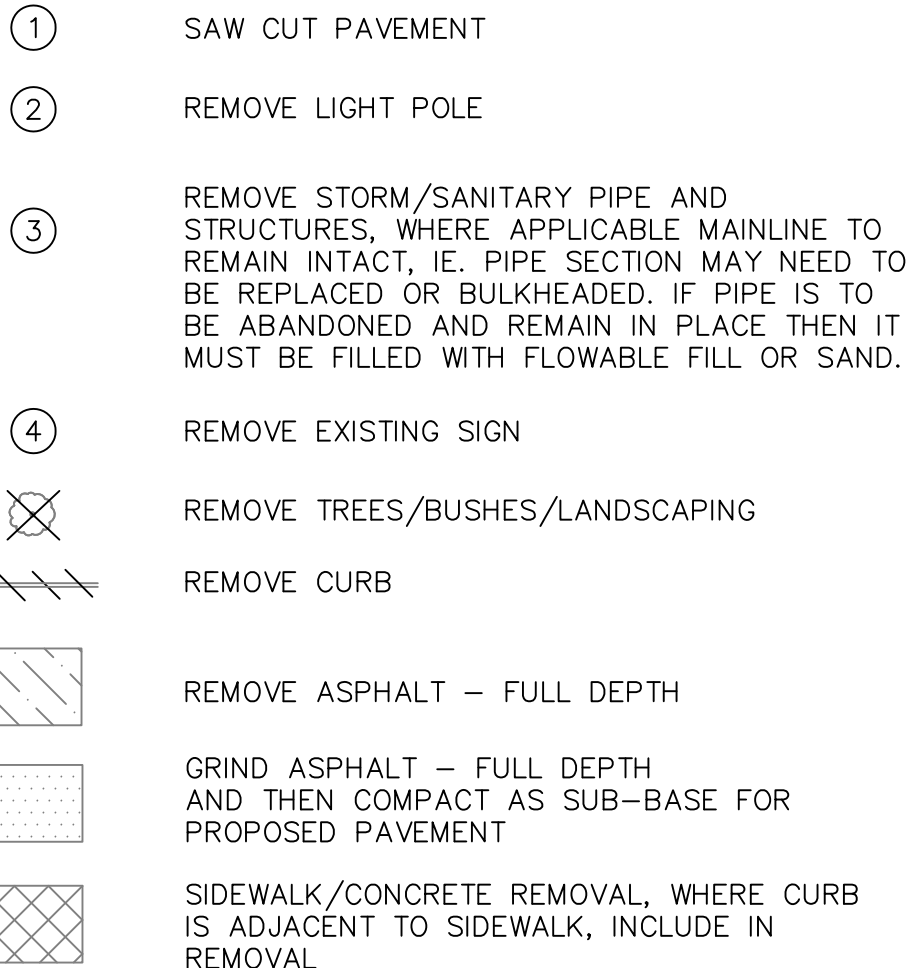 1 SAW CUT PAVEMENT
2 REMOVE LIGHT POLE
REMOVE STORM/SANITARY PIPE AND
3 STRUCTURES, WHERE APPLICABLE MAINLINE TO
REMAIN INTACT, IE. PIPE SECTION MAY NEED TO
BE REPLACED OR BULKHEADED. IF PIPE IS TO
BE ABANDONED AND REMAIN IN PLACE THEN IT
MUST BE FILLED WITH FLOWABLE FILL OR SAND.
4 REMOVE EXISTING SIGN
REMOVE TREES/BUSHES/LANDSCAPING
REMOVE CURB
REMOVE ASPHALT – FULL DEPTH
GRIND ASPHALT – FULL DEPTH
AND THEN COMPACT AS SUB–BASE FOR
PROPOSED PAVEMENT
SIDEWALK/CONCRETE REMOVAL, WHERE CURB
IS ADJACENT TO SIDEWALK, INCLUDE IN
REMOVAL